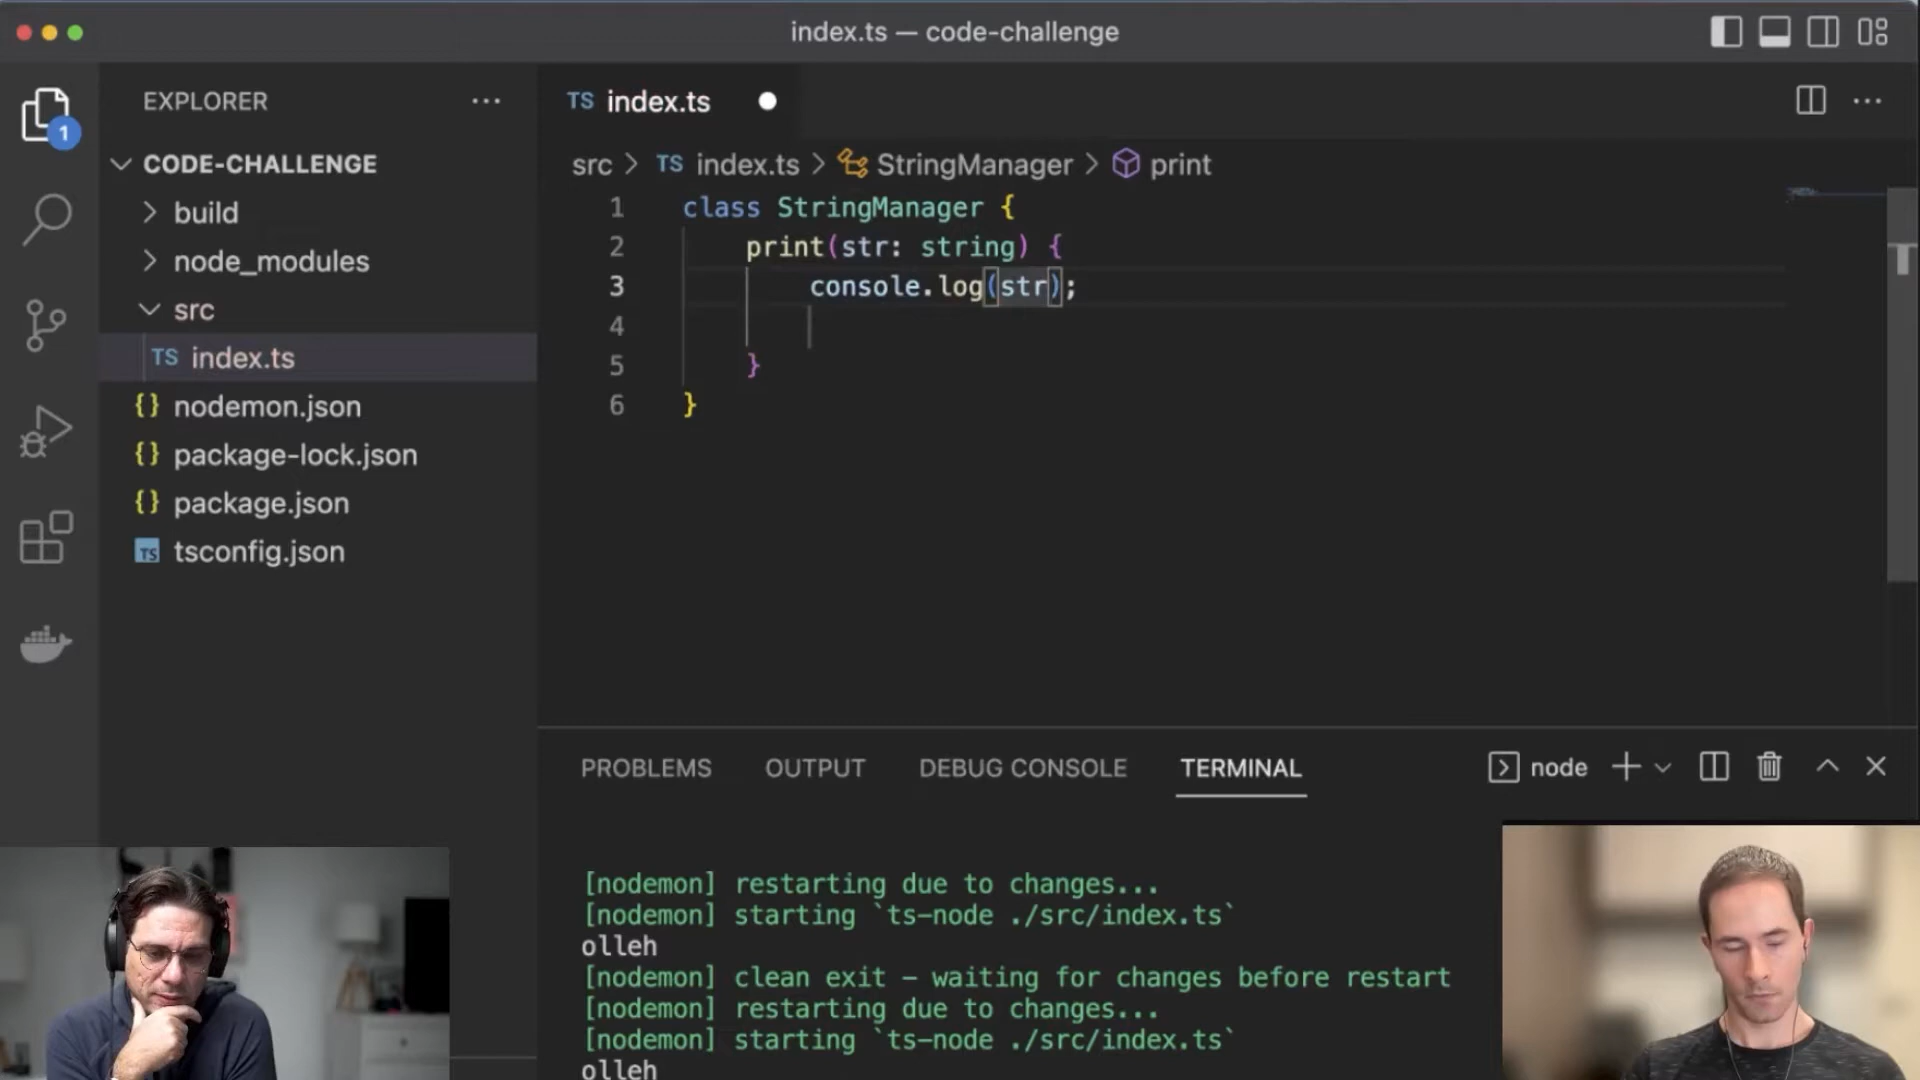 index.ts — code-challenge
EXPLORER
1
CODE-CHALLENGE
build
node_modules
src
TS index.ts
{} nodemon.json
{} package-lock.json
{} package.json
TS tsconfig.json
TS index.ts
src > TS index.ts > StringManager > print
1 class StringManager {
2 print(str: string) {
3 console.log(str);
4
5 }
6 }
PROBLEMS OUTPUT DEBUG CONSOLE TERMINAL
node
[nodemon] restarting due to changes...
[nodemon] starting `ts-node ./src/index.ts`
olleh
[nodemon] clean exit – waiting for changes before restart
[nodemon] restarting due to changes...
[nodemon] starting `ts-node ./src/index.ts`
olleh